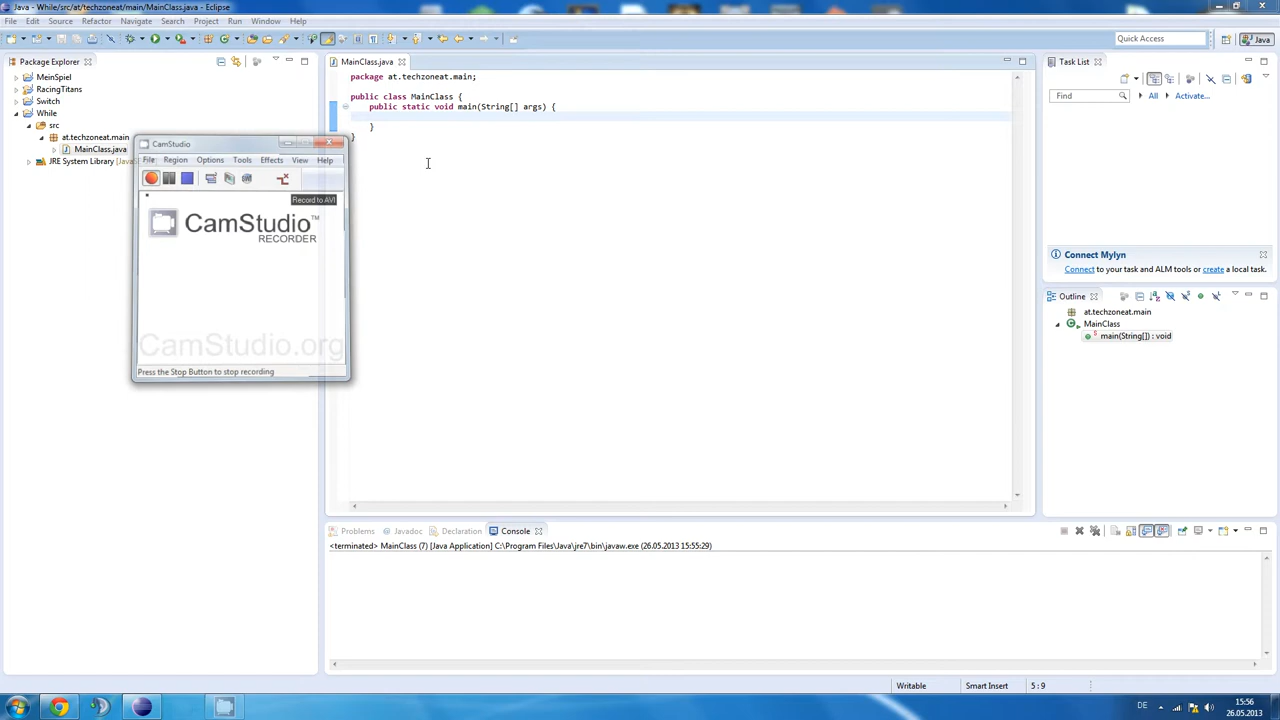 Java - While/src/at/techzoneat/main/MainClass.java - Eclipse
File Edit Source Refactor Navigate Search Project Run Window Help
Quick Access
Java
Package Explorer
MeinSpiel
RacingTitans
Switch
While
src
at.techzoneat.main
MainClass.java
JRE System Library [JavaS
CamStudio
File Region Options Tools Effects View Help
Record to AVI
CamStudio™
RECORDER
CamStudio.org
Press the Stop Button to stop recording
MainClass.java
package at.techzoneat.main;
public class MainClass {
public static void main(String[] args) {
}
}
Task List
Find
All
Activate...
Connect Mylyn
Connect to your task and ALM tools or create a local task.
Outline
at.techzoneat.main
MainClass
main(String[]) : void
Problems Javadoc Declaration Console
<terminated> MainClass (7) [Java Application] C:\Program Files\Java\jre7\bin\javaw.exe (26.05.2013 15:55:29)
Writable
Smart Insert
5 : 9
DE
15:56
26.05.2013